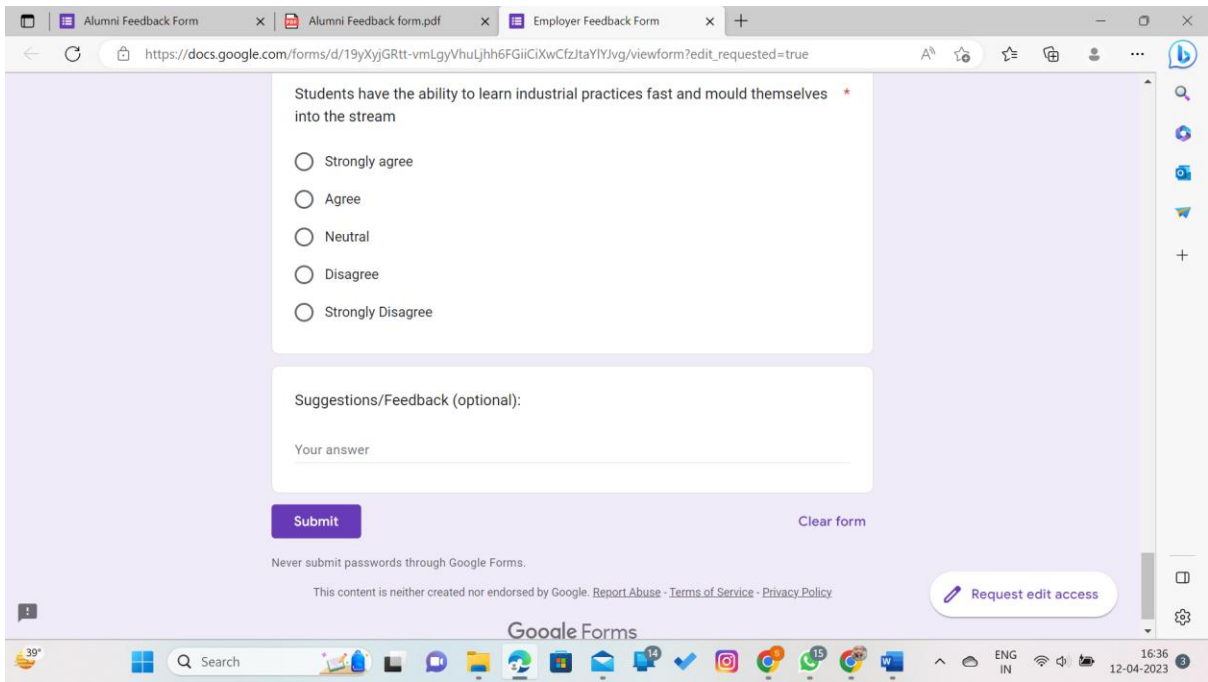 Alumni Feedback Form
Alumni Feedback form.pdf
Employer Feedback Form
https://docs.google.com/forms/d/19yXyjGRtt-vmLgyVhuLjhh6FGiiCiXwCfzJtaYlYJvg/viewform?edit_requested=true
Students have the ability to learn industrial practices fast and mould themselves *
into the stream
Strongly agree
Agree
Neutral
Disagree
Strongly Disagree
Suggestions/Feedback (optional):
Your answer
Submit
Clear form
Never submit passwords through Google Forms.
This content is neither created nor endorsed by Google. Report Abuse - Terms of Service - Privacy Policy
Request edit access
Google Forms
39°
Search
14
15
ENG
IN
16:36
12-04-2023
3